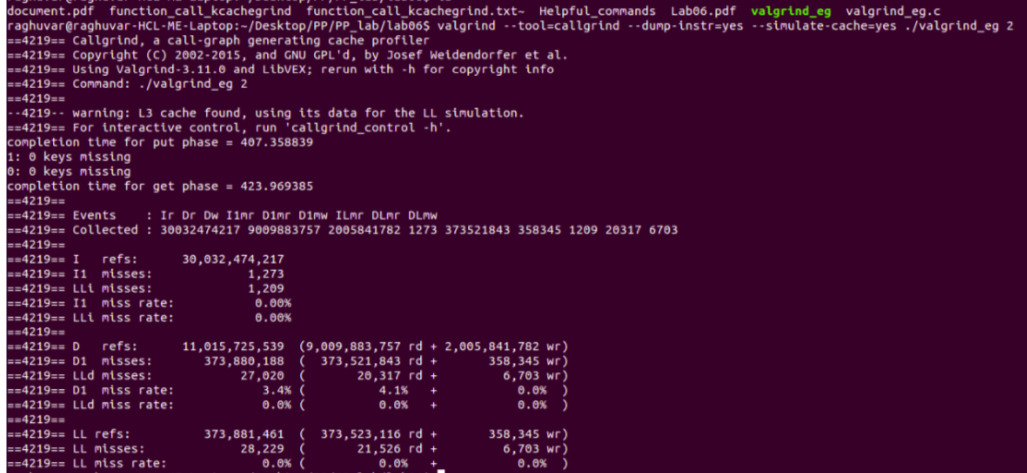 document.pdf function_call_kcachegrind function_call_kcachegrind.txt~ Helpful_commands Lab06.pdf valgrind_eg valgrind_eg.c
raghuvar@raghuvar-HCL-ME-Laptop:~/Desktop/PP/PP_lab/lab06$ valgrind --tool=callgrind --dump-instr=yes --simulate-cache=yes ./valgrind_eg 2
==4219== Callgrind, a call-graph generating cache profiler
==4219== Copyright (C) 2002-2015, and GNU GPL'd, by Josef Weidendorfer et al.
==4219== Using Valgrind-3.11.0 and LibVEX; rerun with -h for copyright info
==4219== Command: ./valgrind_eg 2
==4219==
--4219-- warning: L3 cache found, using its data for the LL simulation.
==4219== For interactive control, run 'callgrind_control -h'.
completion time for put phase = 407.358839
1: 0 keys missing
0: 0 keys missing
completion time for get phase = 423.969385
==4219==
==4219== Events    : Ir Dr Dw I1mr D1mr D1mw ILmr DLmr DLmw
==4219== Collected : 30032474217 9009883757 2005841782 1273 373521843 358345 1209 20317 6703
==4219==
==4219== I   refs:      30,032,474,217
==4219== I1  misses:             1,273
==4219== LLi misses:             1,209
==4219== I1  miss rate:           0.00%
==4219== LLi miss rate:           0.00%
==4219==
==4219== D   refs:      11,015,725,539  (9,009,883,757 rd + 2,005,841,782 wr)
==4219== D1  misses:       373,880,188  (  373,521,843 rd +       358,345 wr)
==4219== LLd misses:            27,020  (       20,317 rd +         6,703 wr)
==4219== D1  miss rate:            3.4% (          4.1%   +           0.0%  )
==4219== LLd miss rate:            0.0% (          0.0%   +           0.0%  )
==4219==
==4219== LL refs:          373,881,461  (  373,523,116 rd +       358,345 wr)
==4219== LL misses:             28,229  (       21,526 rd +         6,703 wr)
==4219== LL miss rate:             0.0% (          0.0%   +           0.0%  )